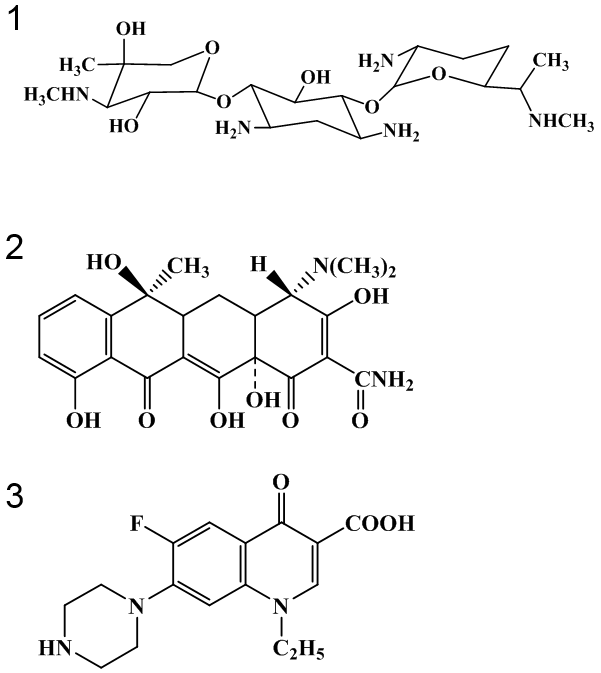 1
OH
H₃C
O
H₃CHN
HO
O
OH
H₂N
NH₂
O
H₂N
O
CH₃
NHCH₃
2
HO
CH₃
H
N(CH₃)₂
OH
OH
O
OH
OH
O
CNH₂
O
3
O
F
COOH
N
HN
N
C₂H₅